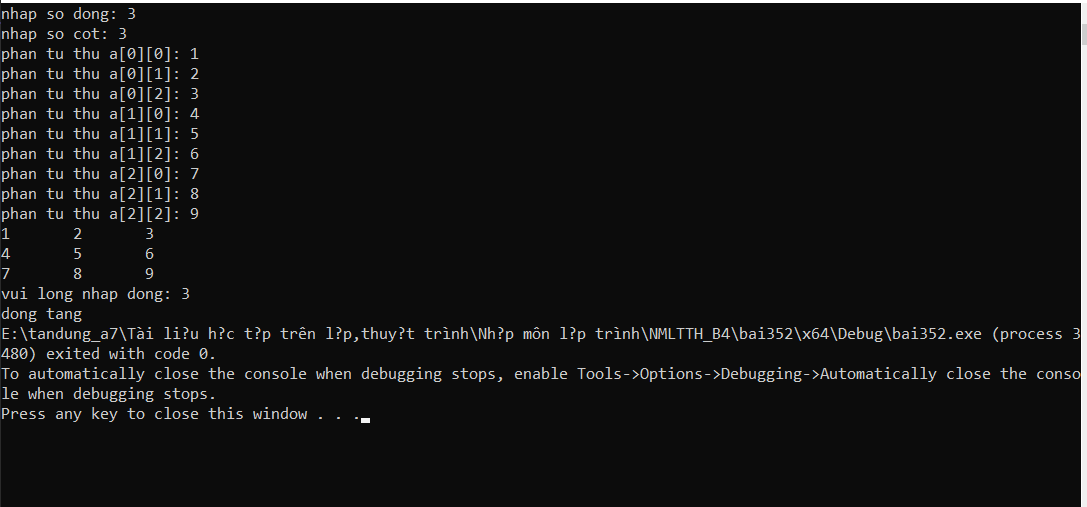 nhap so dong: 3
nhap so cot: 3
phan tu thu a[0][0]: 1
phan tu thu a[0][1]: 2
phan tu thu a[0][2]: 3
phan tu thu a[1][0]: 4
phan tu thu a[1][1]: 5
phan tu thu a[1][2]: 6
phan tu thu a[2][0]: 7
phan tu thu a[2][1]: 8
phan tu thu a[2][2]: 9
1 2 3
4 5 6
7 8 9
vui long nhap dong: 3
dong tang
E:\tandung_a7\Tài li?u h?c t?p trên l?p,thuy?t trình\Nh?p môn l?p trình\NMLTTH_B4\bai352\x64\Debug\bai352.exe (process 3
480) exited with code 0.
To automatically close the console when debugging stops, enable Tools->Options->Debugging->Automatically close the conso
le when debugging stops.
Press any key to close this window . . .